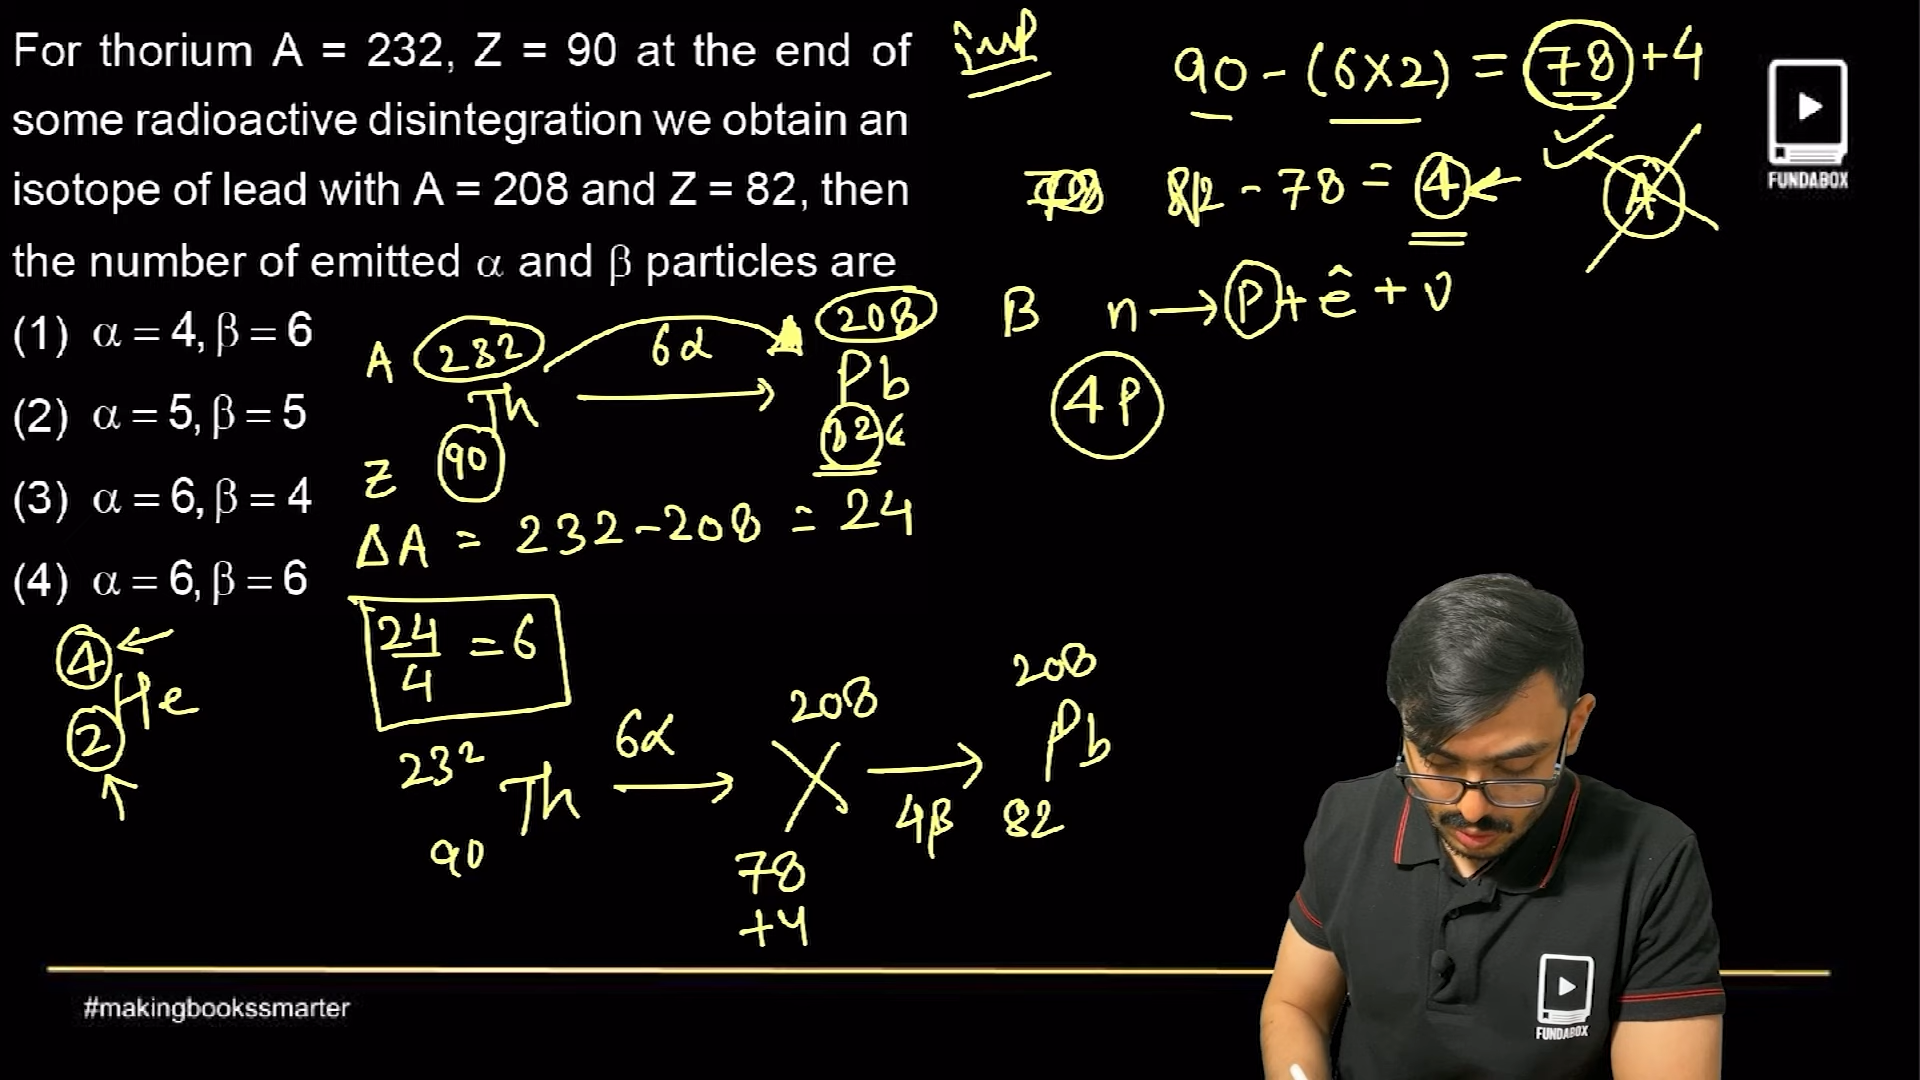 For thorium A = 232, Z = 90 at the end of
some radioactive disintegration we obtain an
isotope of lead with A = 208 and Z = 82, then
the number of emitted α and β particles are
(1) α = 4, β = 6
(2) α = 5, β = 5
(3) α = 6, β = 4
(4) α = 6, β = 6
imp
90 - (6×2) = 78 + 4
82 - 78 = 4
A
B n → p + e + ν
4P
A 232 Th 90 Z
6α
208 Pb 82
ΔA = 232 - 208 = 24
24/4 = 6
4 He 2
232 Th 90
6α
208 X 78 +4
4β
208 Pb 82
FUNDABOX
FUNDABOX
#makingbookssmarter